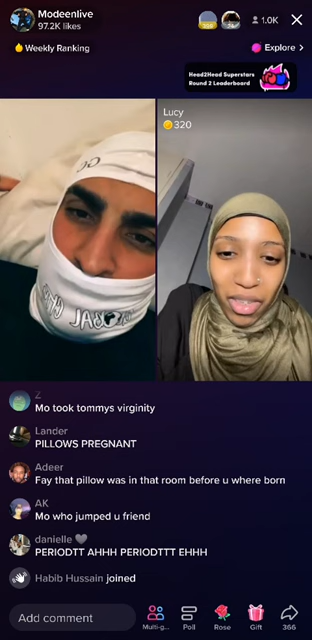 Modeenlive
97.2K likes
1.0K
Weekly Ranking
Explore >
Head2Head Superstars
Round 2 Leaderboard
Lucy
320
Z
Mo took tommys virginity
Lander
PILLOWS PREGNANT
Adeer
Fay that pillow was in that room before u where born
AK
Mo who jumped u friend
danielle 🩶
PERIODTT AHHH PERIODTTT EHHH
Habib Hussain joined
Add comment
Multi-g...
Poll
Rose
Gift
366